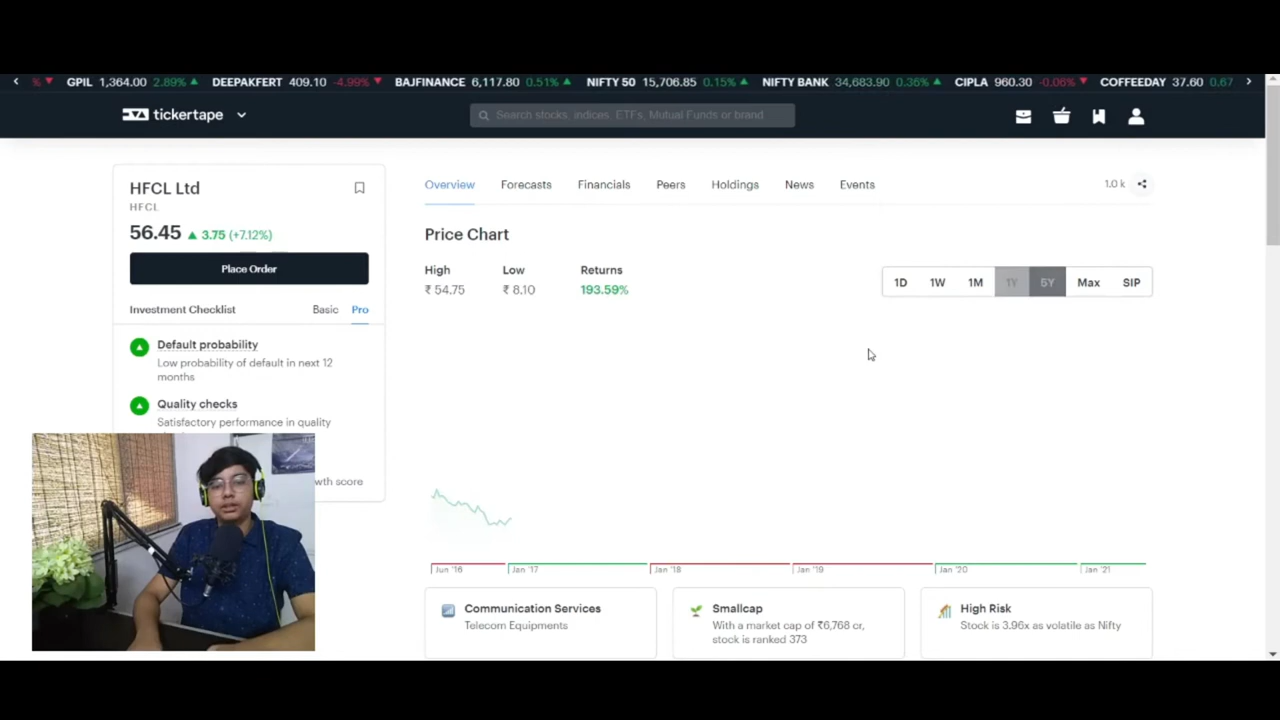 % GPIL 1,364.00 2.89% DEEPAKFERT 409.10 -4.99% BAJFINANCE 6,117.80 0.51% NIFTY 50 15,706.85 0.15% NIFTY BANK 34,683.90 0.36% CIPLA 960.30 -0.06% COFFEEDAY 37.60 0.67
tickertape
Search stocks, indices, ETFs, Mutual Funds or brand
HFCL Ltd
HFCL
56.45 3.75 (+7.12%)
Place Order
Investment Checklist Basic Pro
Default probability
Low probability of default in next 12
months
Quality checks
Satisfactory performance in quality
wth score
Overview Forecasts Financials Peers Holdings News Events 1.0 k
Price Chart
High Low Returns
₹ 54.75 ₹ 8.10 193.59%
1D 1W 1M 1Y 5Y Max SIP
Jun '16 Jan '17 Jan '18 Jan '19 Jan '20 Jan '21
Communication Services
Telecom Equipments
Smallcap
With a market cap of ₹6,768 cr,
stock is ranked 373
High Risk
Stock is 3.96x as volatile as Nifty